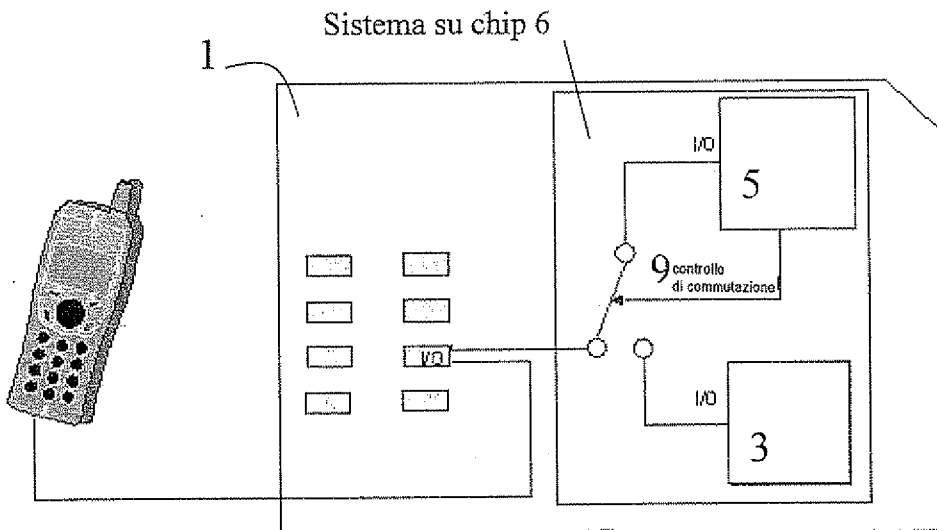 Sistema su chip 6
1
I/O
5
9 controllo
di commutazione
I/O
I/O
3